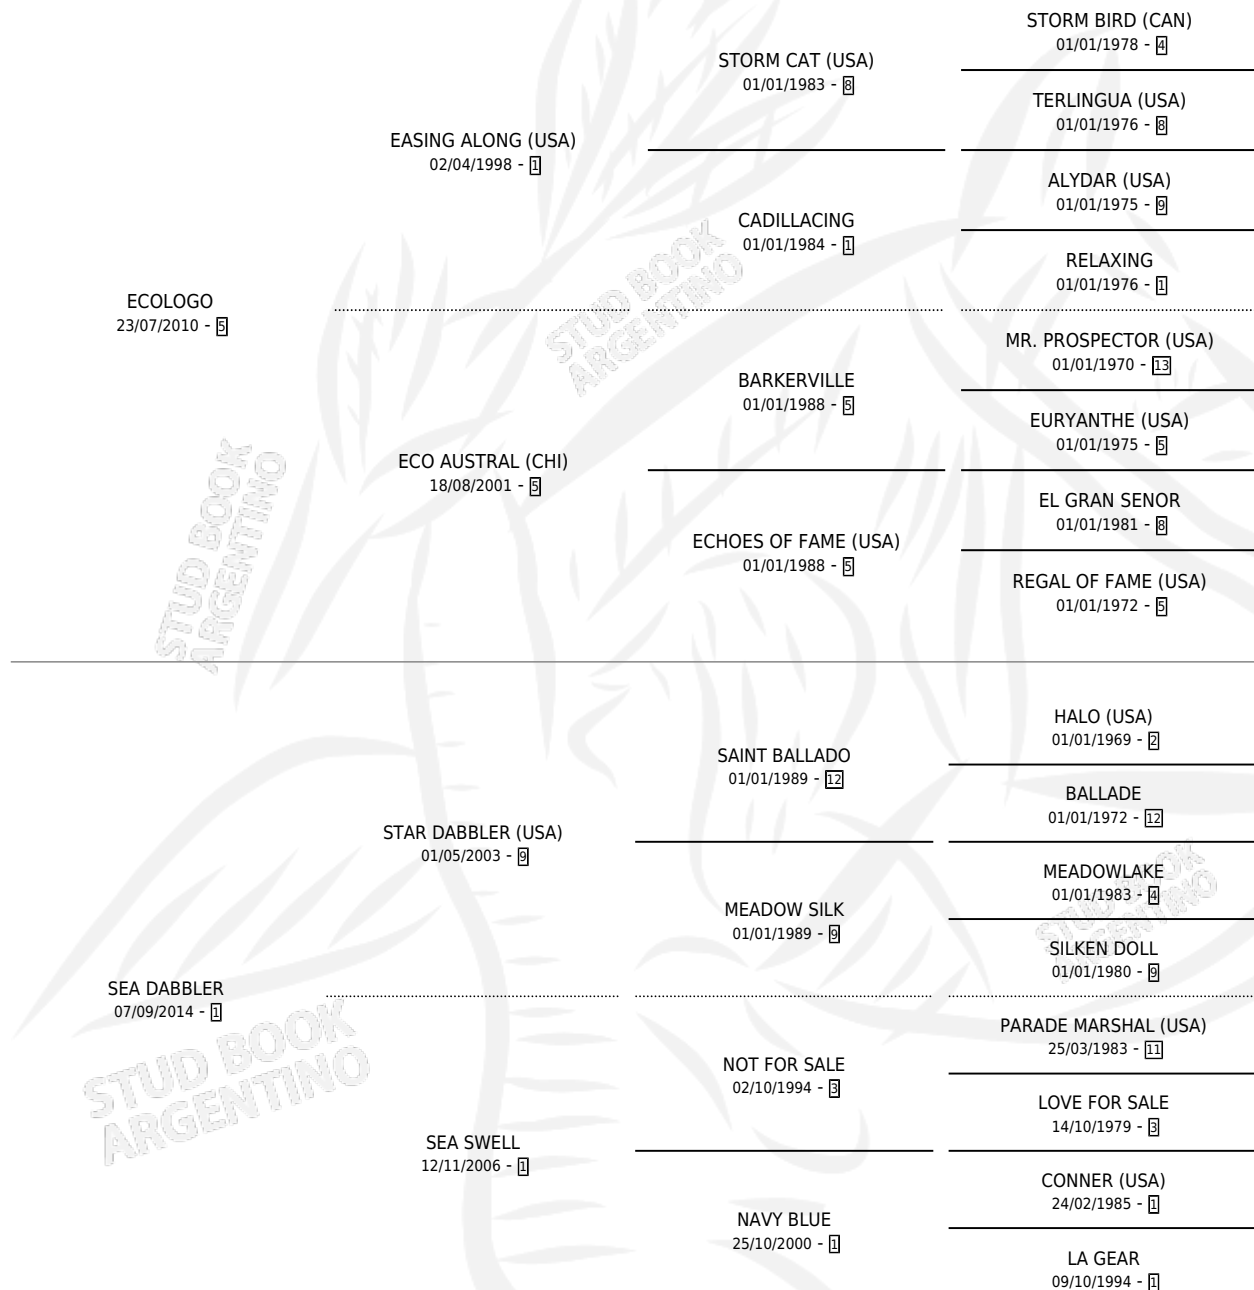 STORM BIRD (CAN)
01/01/1978 - 4
STORM CAT (USA)
01/01/1983 - 8
TERLINGUA (USA)
01/01/1976 - 8
EASING ALONG (USA)
02/04/1998 - 1
ALYDAR (USA)
01/01/1975 - 9
CADILLACING
01/01/1984 - 1
RELAXING
01/01/1976 - 1
ECOLOGO
23/07/2010 - 5
MR. PROSPECTOR (USA)
01/01/1970 - 13
BARKERVILLE
01/01/1988 - 5
EURYANTHE (USA)
01/01/1975 - 5
ECO AUSTRAL (CHI)
18/08/2001 - 5
EL GRAN SENOR
01/01/1981 - 8
ECHOES OF FAME (USA)
01/01/1988 - 5
REGAL OF FAME (USA)
01/01/1972 - 5
HALO (USA)
01/01/1969 - 2
SAINT BALLADO
01/01/1989 - 12
BALLADE
01/01/1972 - 12
STAR DABBLER (USA)
01/05/2003 - 9
MEADOWLAKE
01/01/1983 - 4
MEADOW SILK
01/01/1989 - 9
SILKEN DOLL
01/01/1980 - 9
SEA DABBLER
07/09/2014 - 1
PARADE MARSHAL (USA)
25/03/1983 - 11
NOT FOR SALE
02/10/1994 - 3
LOVE FOR SALE
14/10/1979 - 3
SEA SWELL
12/11/2006 - 1
CONNER (USA)
24/02/1985 - 1
NAVY BLUE
25/10/2000 - 1
LA GEAR
09/10/1994 - 1
STUD BOOK
ARGENTINO
STUD BOOK
ARGENTINO
STUD BOOK
ARGENTINO
STUD BOOK
ARGENTINO